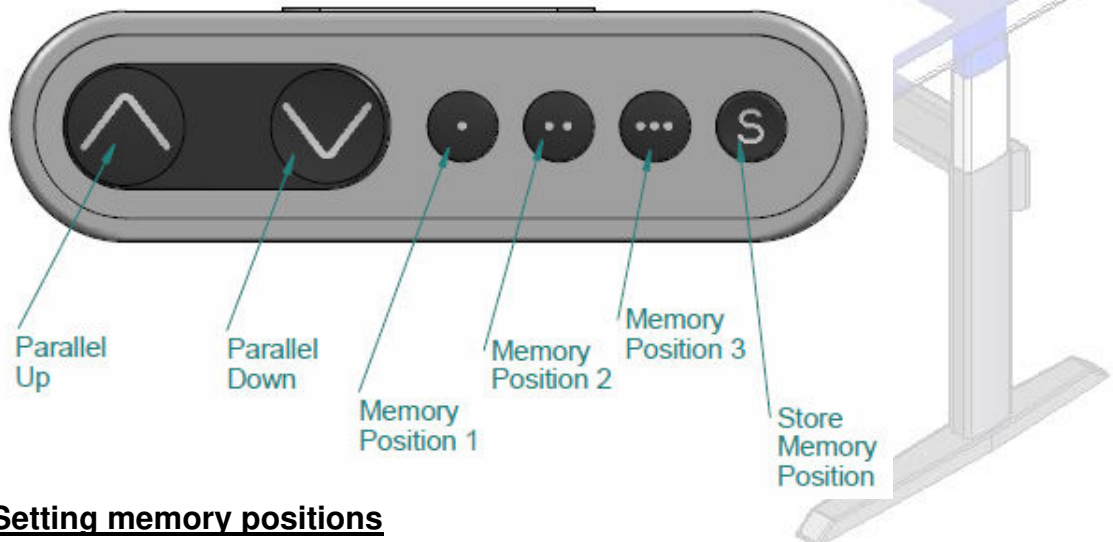 • •• ••• S
Parallel
Up
Parallel
Down
Memory
Position 1
Memory
Position 2
Memory
Position 3
Store
Memory
Position
Setting memory positions